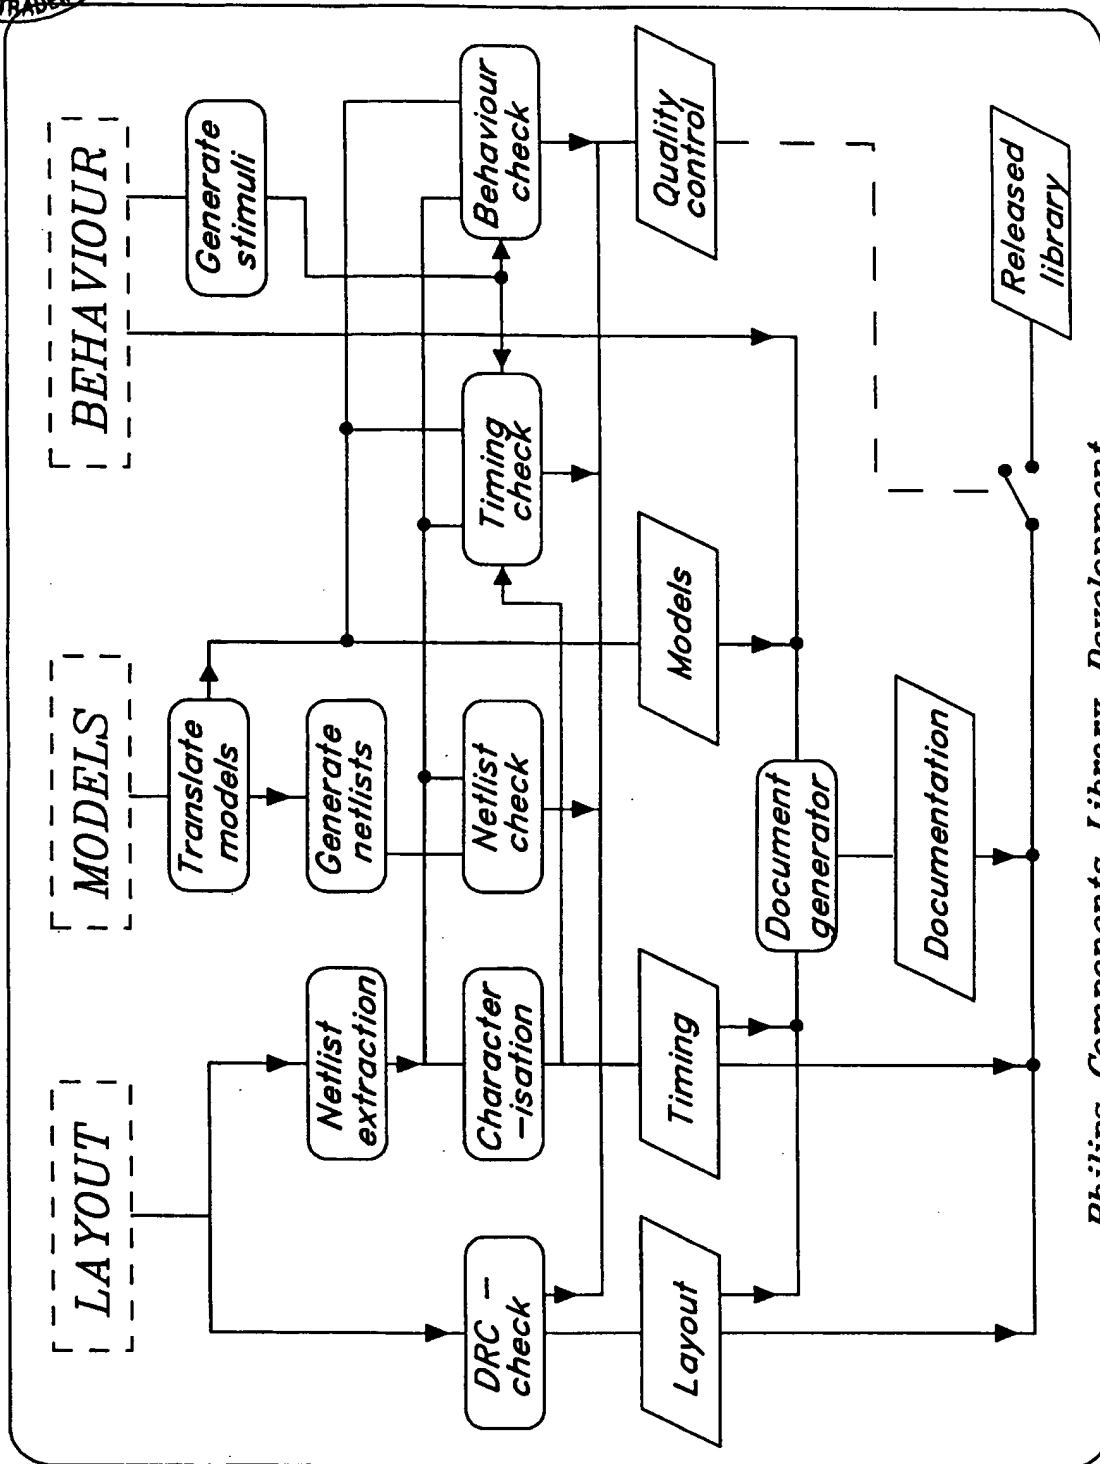 LAYOUT
MODELS
BEHAVIOUR
Translate
models
Generate
stimuli
Netlist
extraction
Generate
netlists
DRC -
check
Character
-isation
Netlist
check
Timing
check
Behaviour
check
Layout
Timing
Models
Quality
control
Document
generator
Documentation
Released
library
Philips Components Library Development